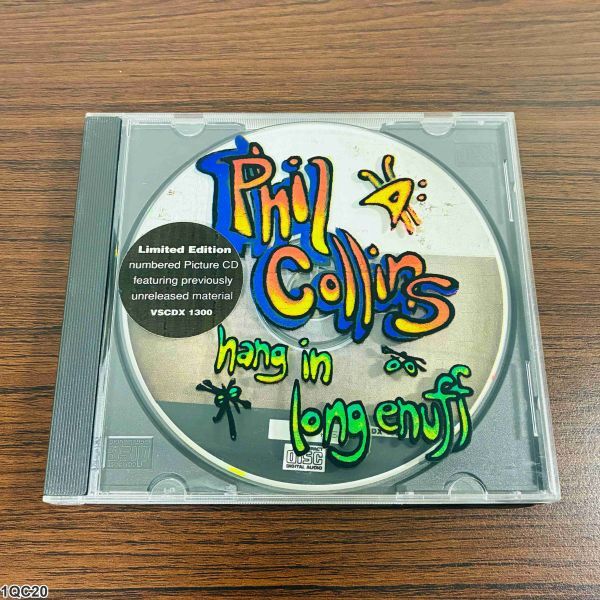 Phil
Collins
Limited Edition
numbered Picture CD
featuring previously
unreleased material
VSCDX 1300
hang in
long enuff
DISC
DIGITAL AUDIO
1QC20